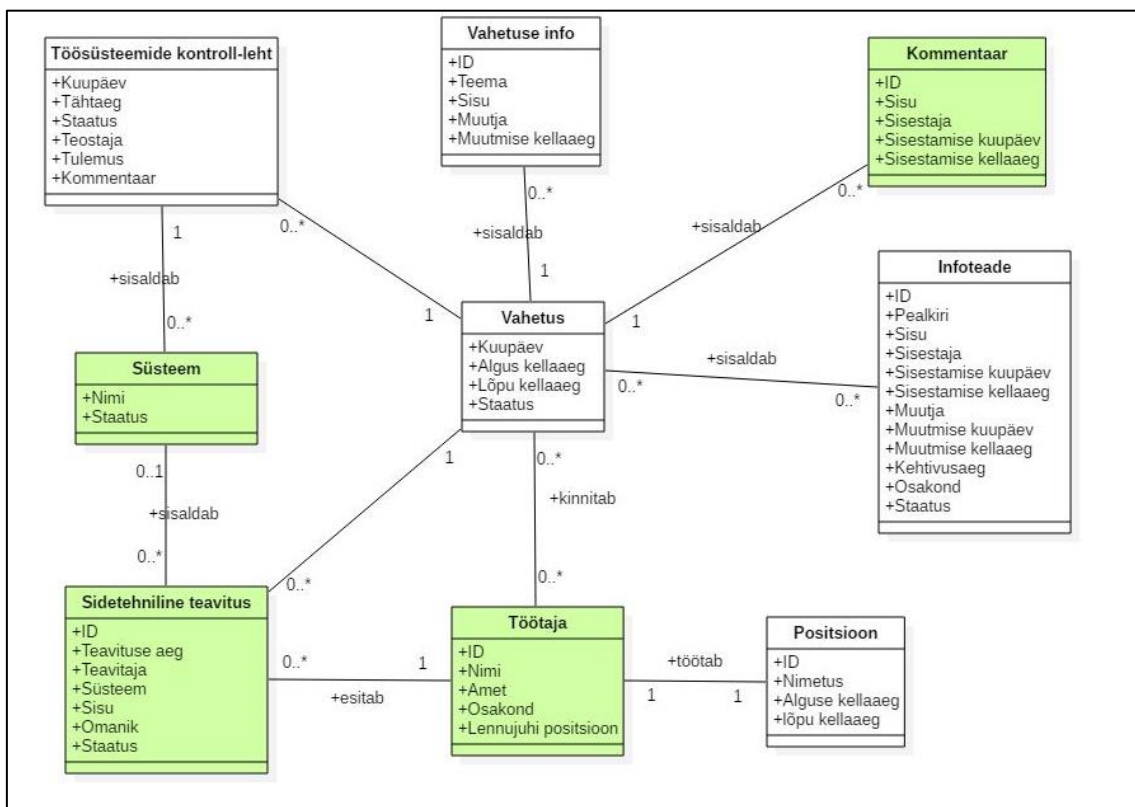 Töösüsteemide kontroll-leht
+Kuupäev
+Tähtaeg
+Staatus
+Teostaja
+Tulemus
+Kommentaar
Vahetuse info
+ID
+Teema
+Sisu
+Muutja
+Muutmise kellaaeg
Kommentaar
+ID
+Sisu
+Sisestaja
+Sisestamise kuupäev
+Sisestamise kellaaeg
1
+sisaldab
0..*
0..*
1
0..*
+sisaldab
1
0..*
+sisaldab
1
Infoteade
+ID
+Pealkiri
+Sisu
+Sisestaja
+Sisestamise kuupäev
+Sisestamise kellaaeg
+Muutja
+Muutmise kuupäev
+Muutmise kellaaeg
+Kehtivusaeg
+Osakond
+Staatus
Vahetus
+Kuupäev
+Algus kellaaeg
+Lõpu kellaaeg
+Staatus
+sisaldab
0..*
0..*
Süsteem
+Nimi
+Staatus
0..1
+sisaldab
0..*
1
0..*
0..*
+kinnitab
0..*
Sidetehniline teavitus
+ID
+Teavituse aeg
+Teavitaja
+Süsteem
+Sisu
+Omanik
+Staatus
0..*
1
+esitab
Töötaja
+ID
+Nimi
+Amet
+Osakond
+Lennujuhi positsioon
+töötab
1
1
Positsioon
+ID
+Nimetus
+Alguse kellaaeg
+lõpu kellaaeg